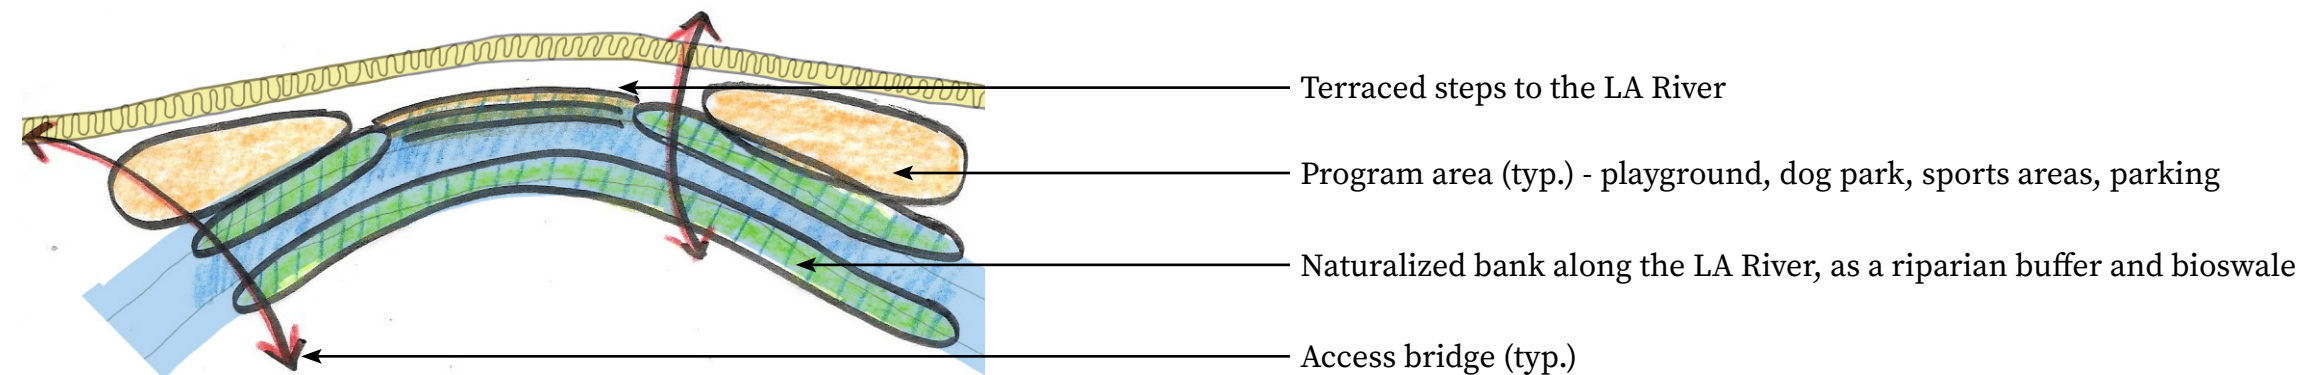 Terraced steps to the LA River
Program area (typ.) - playground, dog park, sports areas, parking
Naturalized bank along the LA River, as a riparian buffer and bioswale
Access bridge (typ.)